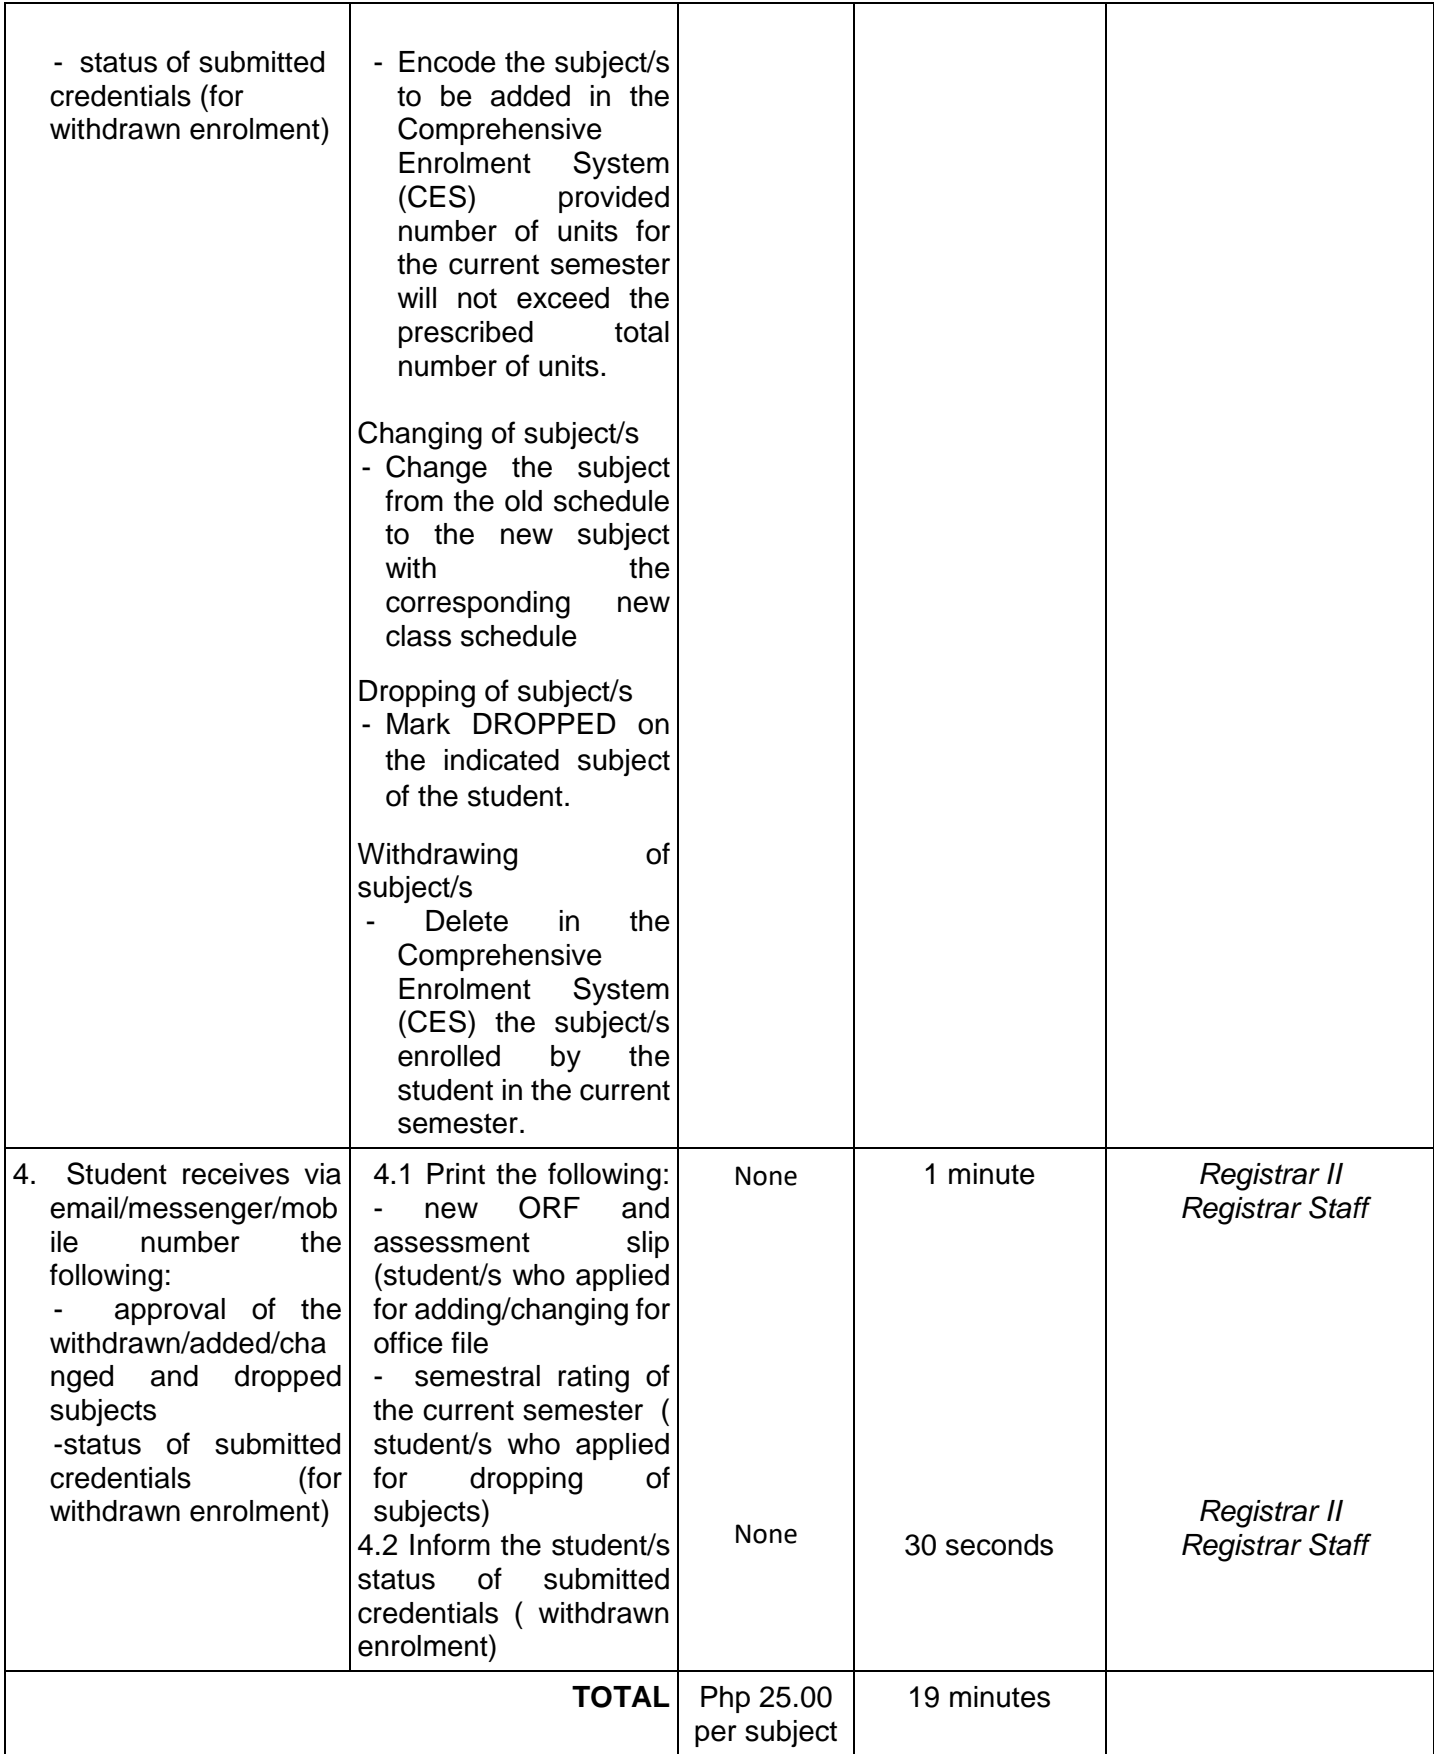 - status of submitted
credentials (for
withdrawn enrolment)
- Encode the subject/s
to be added in the
Comprehensive
Enrolment System
(CES) provided
number of units for
the current semester
will not exceed the
prescribed total
number of units.
Changing of subject/s
- Change the subject
from the old schedule
to the new subject
with the
corresponding new
class schedule
Dropping of subject/s
- Mark DROPPED on
the indicated subject
of the student.
Withdrawing of
subject/s
- Delete in the
Comprehensive
Enrolment System
(CES) the subject/s
enrolled by the
student in the current
semester.
4. Student receives via
email/messenger/mob
ile number the
following:
- approval of the
withdrawn/added/cha
nged and dropped
subjects
-status of submitted
credentials (for
withdrawn enrolment)
4.1 Print the following:
- new ORF and
assessment slip
(student/s who applied
for adding/changing for
office file
- semestral rating of
the current semester (
student/s who applied
for dropping of
subjects)
4.2 Inform the student/s
status of submitted
credentials ( withdrawn
enrolment)
None
None
1 minute
30 seconds
Registrar II
Registrar Staff
Registrar II
Registrar Staff
TOTAL
Php 25.00
per subject
19 minutes